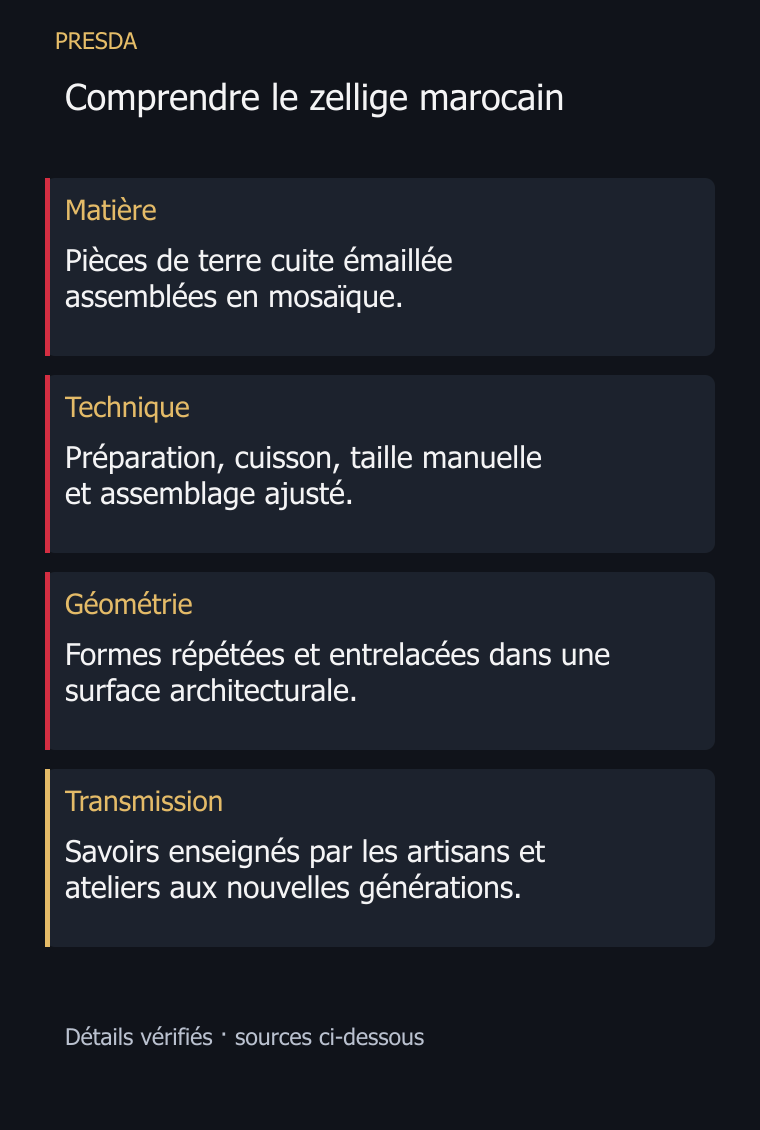 PRESDA
Comprendre le zellige marocain
Matière
Pièces de terre cuite émaillée
assemblées en mosaïque.
Technique
Préparation, cuisson, taille manuelle
et assemblage ajusté.
Géométrie
Formes répétées et entrelacées dans une
surface architecturale.
Transmission
Savoirs enseignés par les artisans et
ateliers aux nouvelles générations.
Détails vérifiés · sources ci-dessous